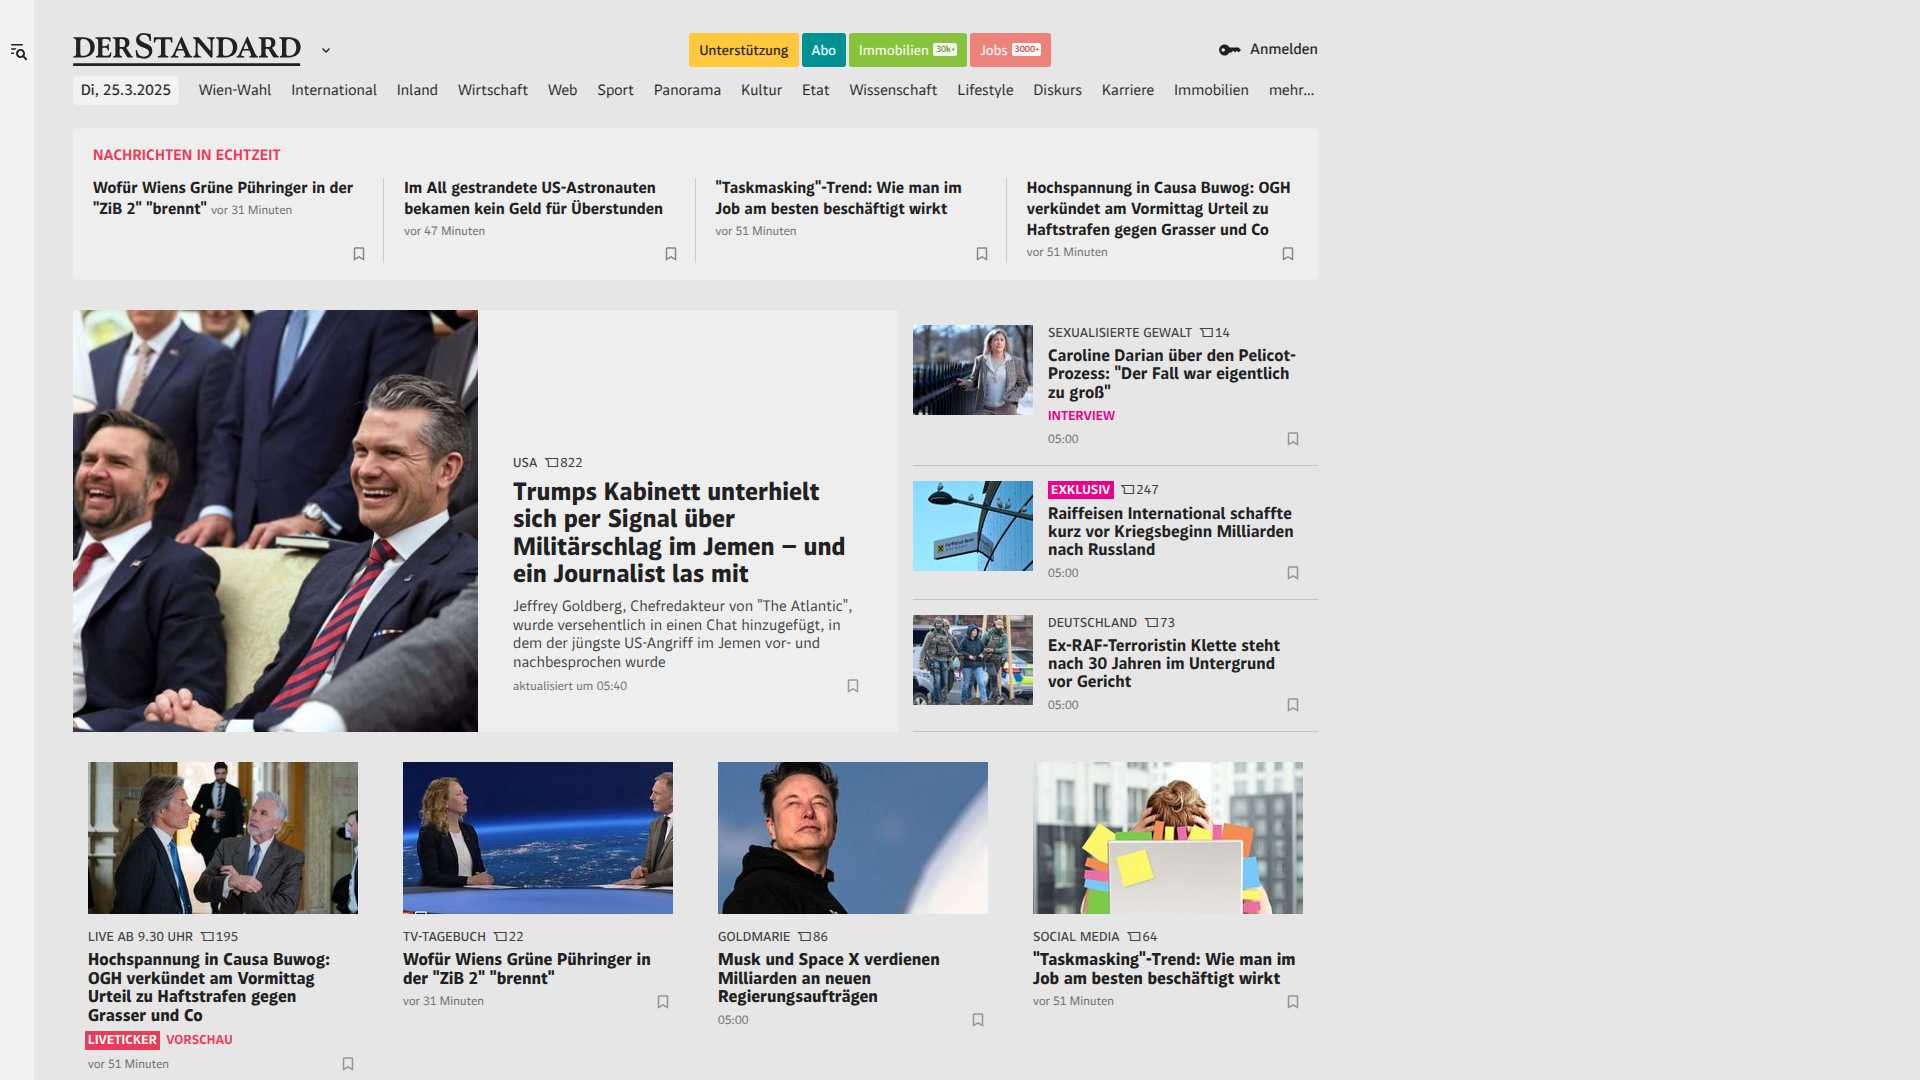 DERSTANDARD
Unterstützung
Abo
Immobilien 30k+
Jobs 3000+
Anmelden
Di, 25.3.2025
Wien-Wahl
International
Inland
Wirtschaft
Web
Sport
Panorama
Kultur
Etat
Wissenschaft
Lifestyle
Diskurs
Karriere
Immobilien
mehr...
NACHRICHTEN IN ECHTZEIT
Wofür Wiens Grüne Pühringer in der
"ZiB 2" "brennt" vor 31 Minuten
Im All gestrandete US-Astronauten
bekamen kein Geld für Überstunden
vor 47 Minuten
"Taskmasking"-Trend: Wie man im
Job am besten beschäftigt wirkt
vor 51 Minuten
Hochspannung in Causa Buwog: OGH
verkündet am Vormittag Urteil zu
Haftstrafen gegen Grasser und Co
vor 51 Minuten
USA 822
Trumps Kabinett unterhielt
sich per Signal über
Militärschlag im Jemen – und
ein Journalist las mit
Jeffrey Goldberg, Chefredakteur von "The Atlantic",
wurde versehentlich in einen Chat hinzugefügt, in
dem der jüngste US-Angriff im Jemen vor- und
nachbesprochen wurde
aktualisiert um 05:40
SEXUALISIERTE GEWALT 14
Caroline Darian über den Pelicot-
Prozess: "Der Fall war eigentlich
zu groß"
INTERVIEW
05:00
EXKLUSIV 247
Raiffeisen International schaffte
kurz vor Kriegsbeginn Milliarden
nach Russland
05:00
DEUTSCHLAND 73
Ex-RAF-Terroristin Klette steht
nach 30 Jahren im Untergrund
vor Gericht
05:00
LIVE AB 9.30 UHR 195
Hochspannung in Causa Buwog:
OGH verkündet am Vormittag
Urteil zu Haftstrafen gegen
Grasser und Co
LIVETICKER VORSCHAU
vor 51 Minuten
TV-TAGEBUCH 22
Wofür Wiens Grüne Pühringer in
der "ZiB 2" "brennt"
vor 31 Minuten
GOLDMARIE 86
Musk und Space X verdienen
Milliarden an neuen
Regierungsaufträgen
05:00
SOCIAL MEDIA 64
"Taskmasking"-Trend: Wie man im
Job am besten beschäftigt wirkt
vor 51 Minuten